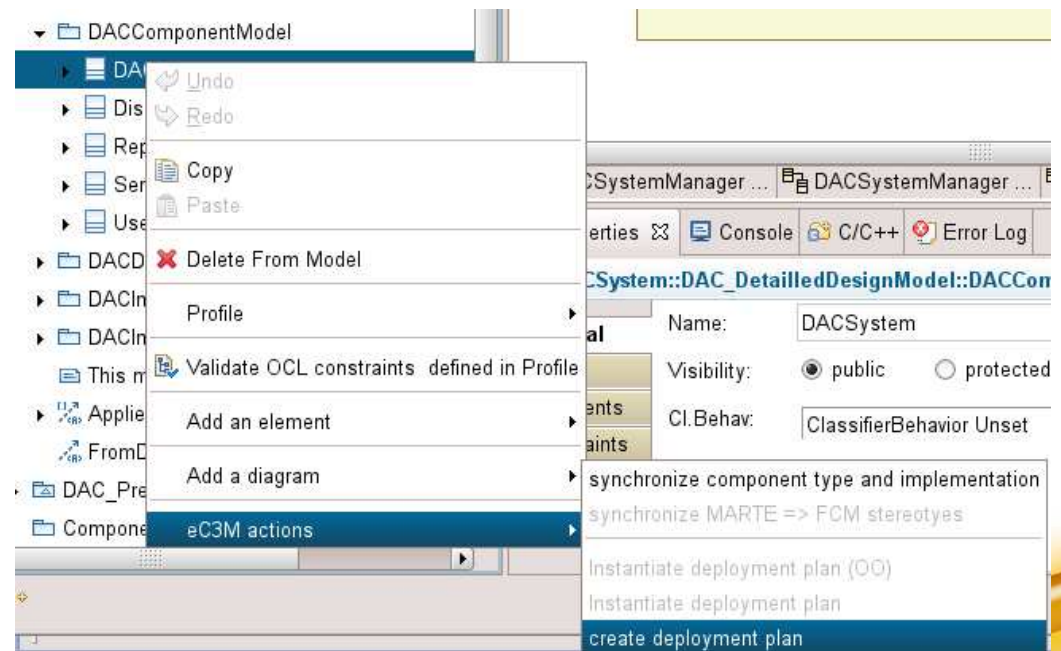 DACComponentModel
DA
Dis
Rep
Ser
Use
DACD
DACIn
DACIn
This m
Applie
FromD
DAC_Pre
Compone
Undo
Redo
Copy
Paste
Delete From Model
Profile
Validate OCL constraints defined in Profile
Add an element
Add a diagram
eC3M actions
CSystemManager ... DACSystemManager ...
erties Console C/C++ Error Log
CSystem::DAC_DetailledDesignModel::DACCom
al
ents
aints
Name: DACSystem
Visibility: public protected
Cl.Behav: ClassifierBehavior Unset
synchronize component type and implementation
synchronize MARTE => FCM stereotyes
Instantiate deployment plan (OO)
Instantiate deployment plan
create deployment plan